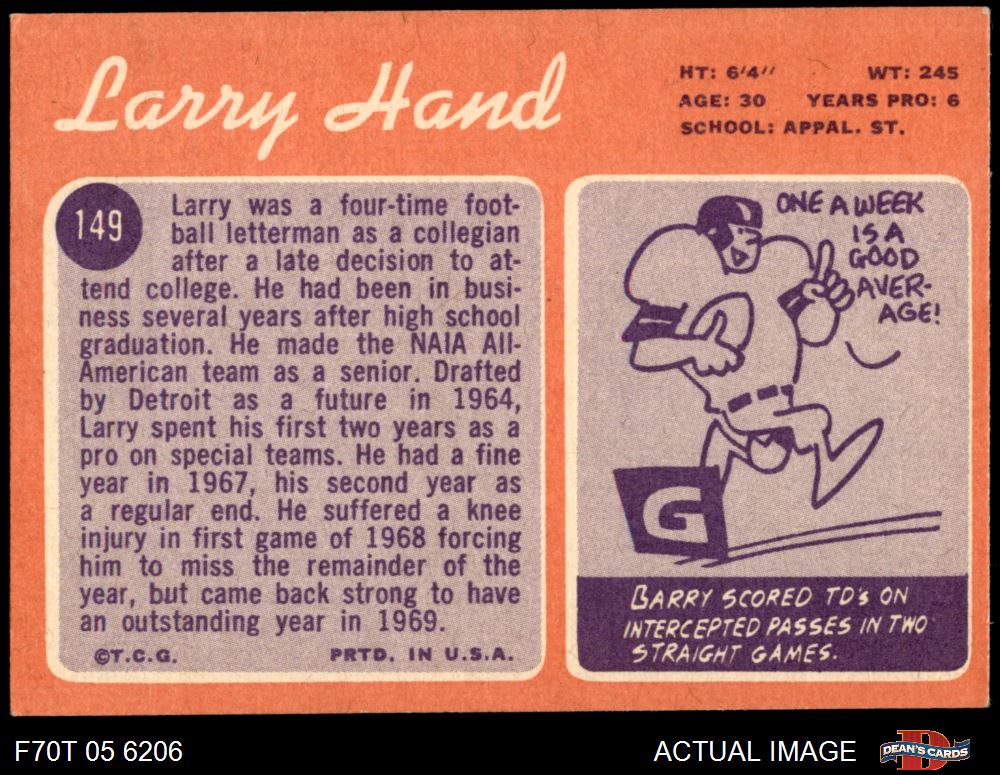 Larry Hand
HT: 6'4" WT: 245
AGE: 30 YEARS PRO: 6
SCHOOL: APPAL. ST.
149
Larry was a four-time foot-
ball letterman as a collegian
after a late decision to at-
tend college. He had been in busi-
ness several years after high school
graduation. He made the NAIA All-
American team as a senior. Drafted
by Detroit as a future in 1964,
Larry spent his first two years as a
pro on special teams. He had a fine
year in 1967, his second year as
a regular end. He suffered a knee
injury in first game of 1968 forcing
him to miss the remainder of the
year, but came back strong to have
an outstanding year in 1969.
©T.C.G. PRTD. IN U.S.A.
ONE A WEEK
IS A
GOOD
AVER-
AGE!
G
BARRY SCORED TDs ON
INTERCEPTED PASSES IN TWO
STRAIGHT GAMES.
F70T 05 6206
ACTUAL IMAGE
D
DEAN'S CARDS